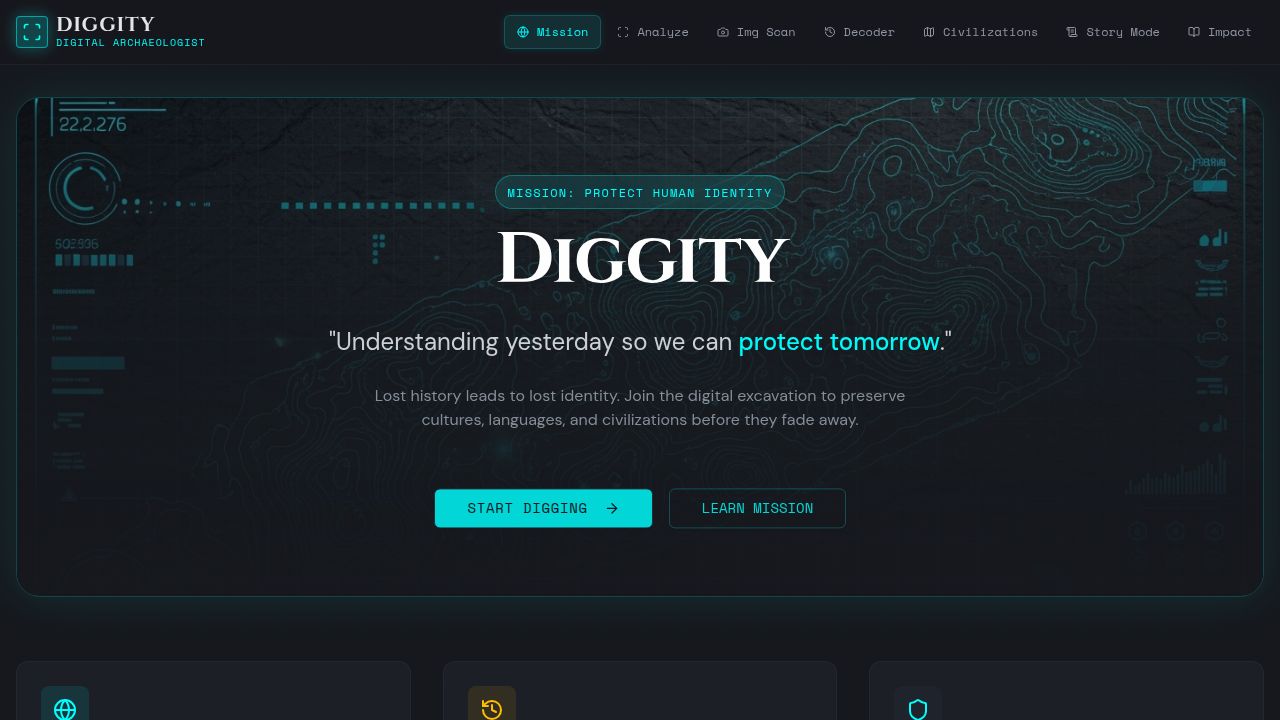 DIGGITY
DIGITAL ARCHAEOLOGIST
Mission
Analyze
Img Scan
Decoder
Civilizations
Story Mode
Impact
22.2.276
MISSION: PROTECT HUMAN IDENTITY
DIGGITY
"Understanding yesterday so we can protect tomorrow."
Lost history leads to lost identity. Join the digital excavation to preserve
cultures, languages, and civilizations before they fade away.
START DIGGING
LEARN MISSION